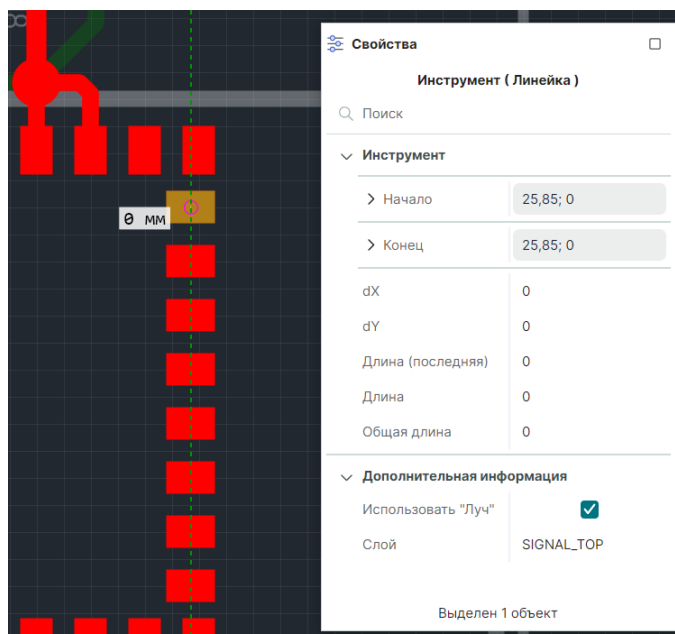 Свойства
Инструмент ( Линейка )
Поиск
Инструмент
Начало 25,85; 0
Конец 25,85; 0
dX 0
dY 0
Длина (последняя) 0
Длина 0
Общая длина 0
Дополнительная информация
Использовать "Луч"
Слой SIGNAL_TOP
Выделен 1 объект
0 мм